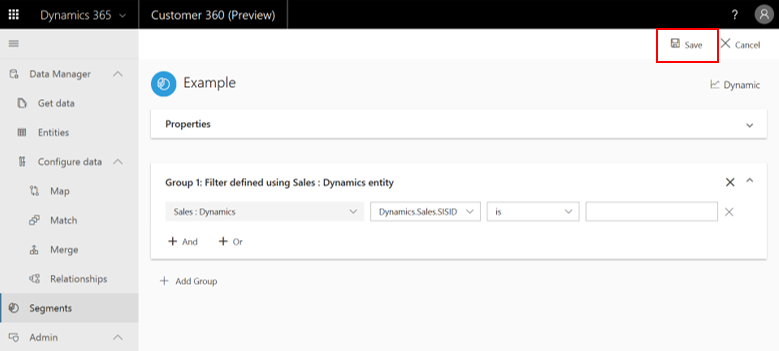 Dynamics 365
Customer 360 (Preview)
?
Save
Cancel
Data Manager
Get data
Entities
Configure data
Map
Match
Merge
Relationships
Segments
Admin
Example
Dynamic
Properties
Group 1: Filter defined using Sales : Dynamics entity
Sales : Dynamics
Dynamics.Sales.SISID
is
+ And
+ Or
+ Add Group